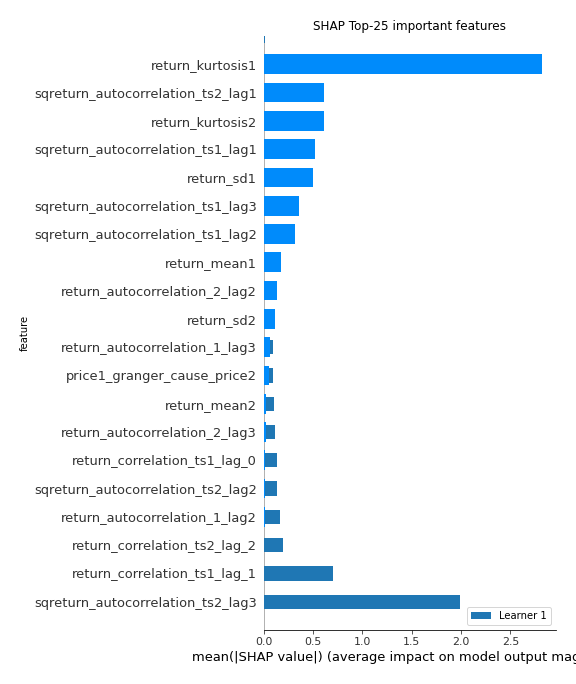 SHAP Top-25 important features
return_kurtosis1
sqreturn_autocorrelation_ts2_lag1
return_kurtosis2
sqreturn_autocorrelation_ts1_lag1
return_sd1
sqreturn_autocorrelation_ts1_lag3
sqreturn_autocorrelation_ts1_lag2
return_mean1
return_autocorrelation_2_lag2
return_sd2
feature
return_autocorrelation_1_lag3
price1_granger_cause_price2
return_mean2
return_autocorrelation_2_lag3
return_correlation_ts1_lag_0
sqreturn_autocorrelation_ts2_lag2
return_autocorrelation_1_lag2
return_correlation_ts2_lag_2
return_correlation_ts1_lag_1
sqreturn_autocorrelation_ts2_lag3
Learner 1
0.0 0.5 1.0 1.5 2.0 2.5
mean(|SHAP value|) (average impact on model output mag